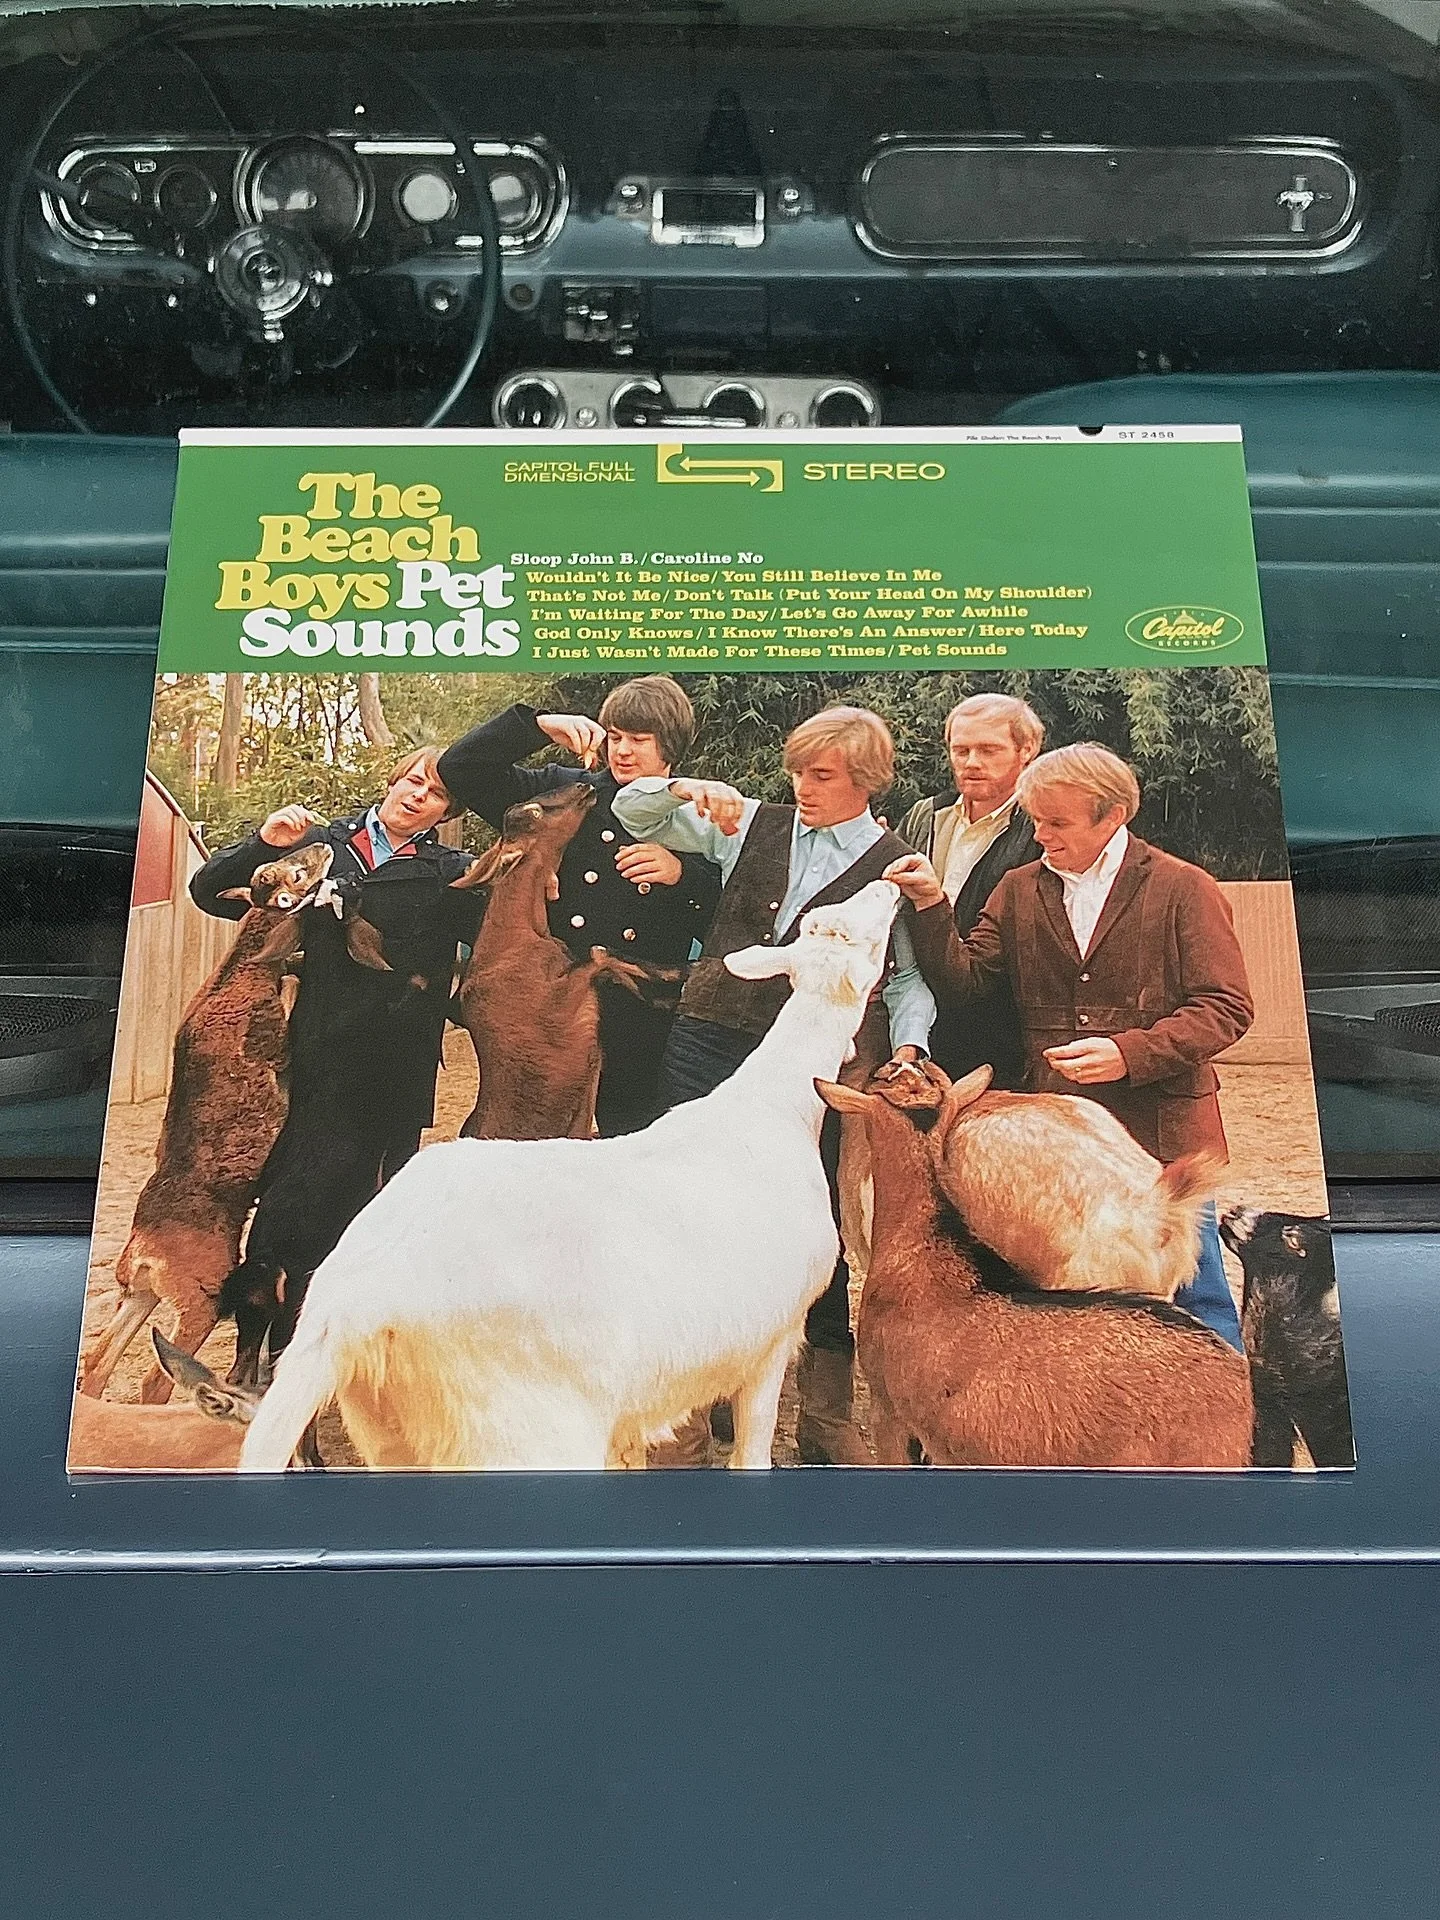 File Under: The Beach Boys
ST 2458
CAPITOL FULL
DIMENSIONAL
STEREO
The
Beach
Boys Pet
Sounds
Sloop John B. / Caroline No
Wouldn't It Be Nice / You Still Believe In Me
That's Not Me / Don't Talk (Put Your Head On My Shoulder)
I'm Waiting For The Day / Let's Go Away For Awhile
God Only Knows / I Know There's An Answer / Here Today
I Just Wasn't Made For These Times / Pet Sounds
Capitol
RECORDS